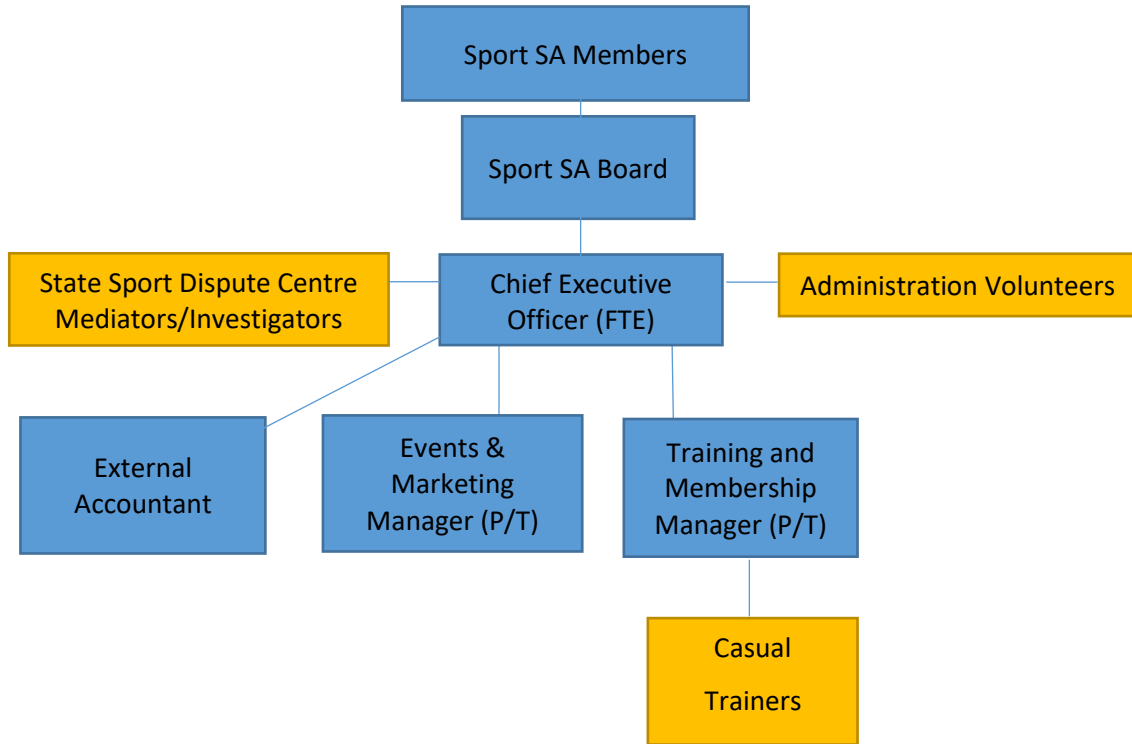 Sport SA Members
Sport SA Board
State Sport Dispute Centre
Mediators/Investigators
Chief Executive
Officer (FTE)
Administration Volunteers
External
Accountant
Events &
Marketing
Manager (P/T)
Training and
Membership
Manager (P/T)
Casual
Trainers